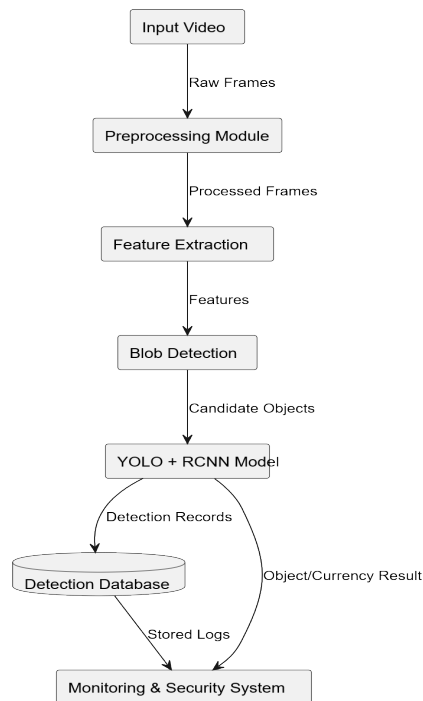 Input Video
Raw Frames
Preprocessing Module
Processed Frames
Feature Extraction
Features
Blob Detection
Candidate Objects
YOLO + RCNN Model
Detection Records
Detection Database
Object/Currency Result
Stored Logs
Monitoring & Security System